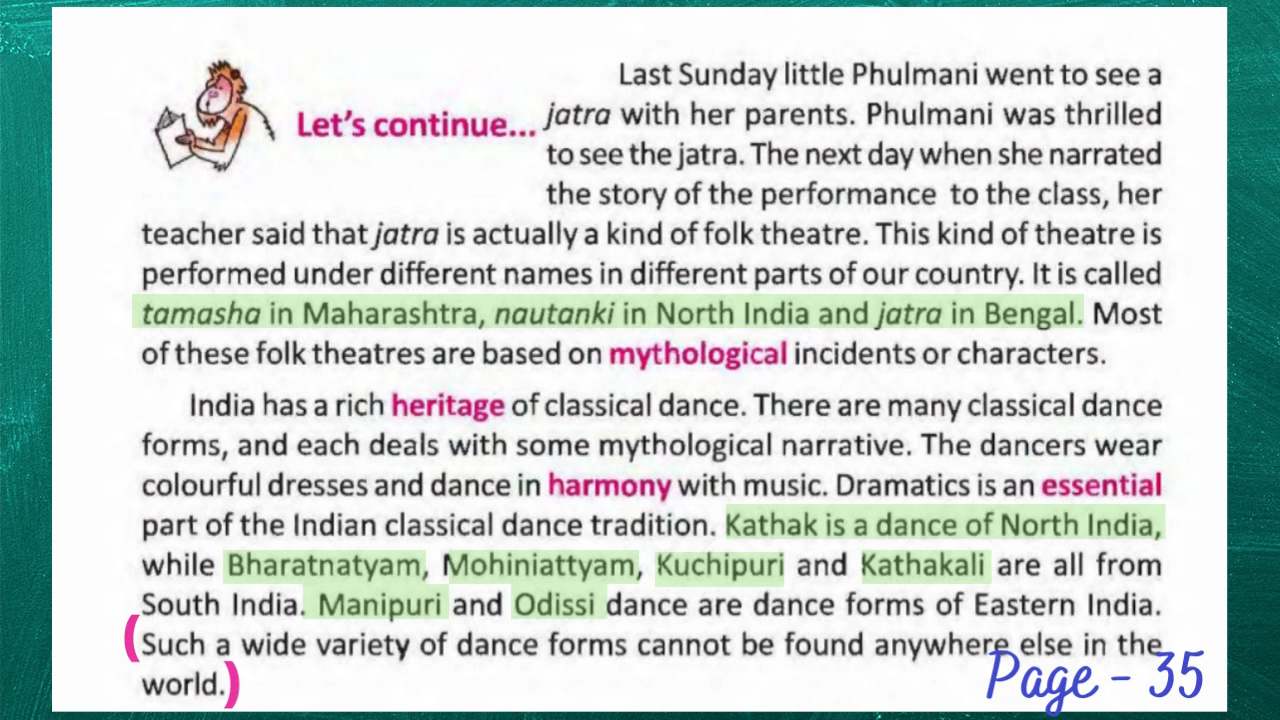 Let's continue...
Last Sunday little Phulmani went to see a
jatra with her parents. Phulmani was thrilled
to see the jatra. The next day when she narrated
the story of the performance to the class, her
teacher said that jatra is actually a kind of folk theatre. This kind of theatre is
performed under different names in different parts of our country. It is called
tamasha in Maharashtra, nautanki in North India and jatra in Bengal. Most
of these folk theatres are based on mythological incidents or characters.
India has a rich heritage of classical dance. There are many classical dance
forms, and each deals with some mythological narrative. The dancers wear
colourful dresses and dance in harmony with music. Dramatics is an essential
part of the Indian classical dance tradition. Kathak is a dance of North India,
while Bharatnatyam, Mohiniattyam, Kuchipuri and Kathakali are all from
South India. Manipuri and Odissi dance are dance forms of Eastern India.
(Such a wide variety of dance forms cannot be found anywhere else in the
world.)
Page - 35